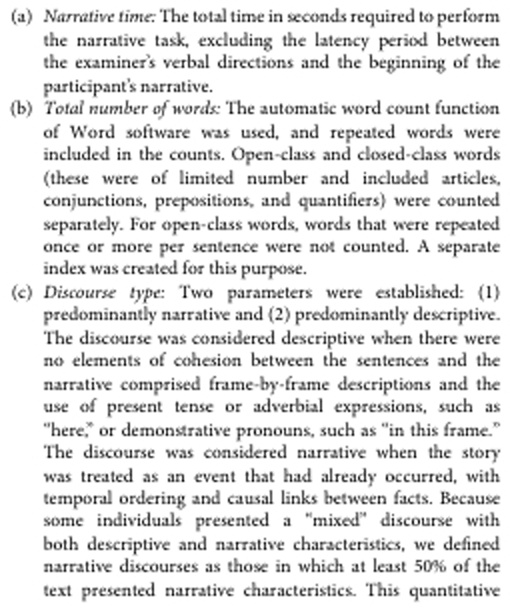 (a) Narrative time: The total time in seconds required to perform
the narrative task, excluding the latency period between
the examiner's verbal directions and the beginning of the
participant's narrative.
(b) Total number of words: The automatic word count function
of Word software was used, and repeated words were
included in the counts. Open-class and closed-class words
(these were of limited number and included articles,
conjunctions, prepositions, and quantifiers) were counted
separately. For open-class words, words that were repeated
once or more per sentence were not counted. A separate
index was created for this purpose.
(c) Discourse type: Two parameters were established: (1)
predominantly narrative and (2) predominantly descriptive.
The discourse was considered descriptive when there were
no elements of cohesion between the sentences and the
narrative comprised frame-by-frame descriptions and the
use of present tense or adverbial expressions, such as
"here," or demonstrative pronouns, such as "in this frame."
The discourse was considered narrative when the story
was treated as an event that had already occurred, with
temporal ordering and causal links between facts. Because
some individuals presented a "mixed" discourse with
both descriptive and narrative characteristics, we defined
narrative discourses as those in which at least 50% of the
text presented narrative characteristics. This quantitative